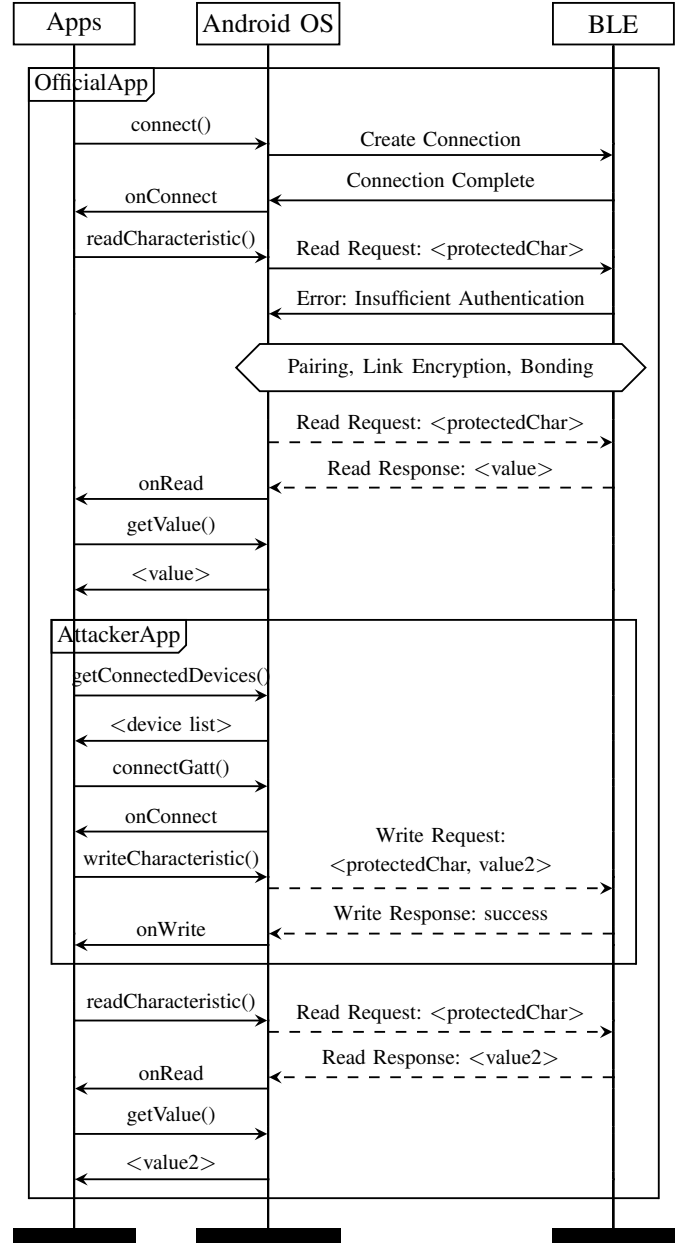 Apps
Android OS
BLE
OfficialApp
connect()
Create Connection
Connection Complete
onConnect
readCharacteristic()
Read Request: <protectedChar>
Error: Insufficient Authentication
Pairing, Link Encryption, Bonding
Read Request: <protectedChar>
Read Response: <value>
onRead
getValue()
<value>
AttackerApp
getConnectedDevices()
<device list>
connectGatt()
onConnect
Write Request:
<protectedChar, value2>
writeCharacteristic()
Write Response: success
onWrite
readCharacteristic()
Read Request: <protectedChar>
Read Response: <value2>
onRead
getValue()
<value2>